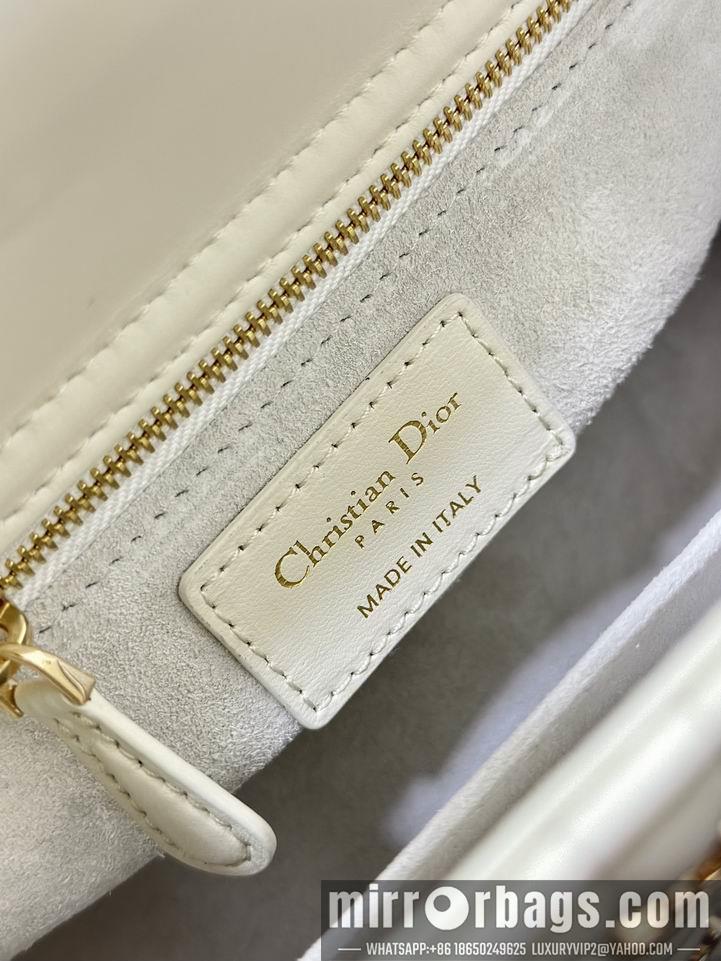 Christian Dior
PARIS
MADE IN ITALY
mirrorbags.com
WHATSAPP:+86 18650249625 LUXURYVIP2@YAHOO.COM